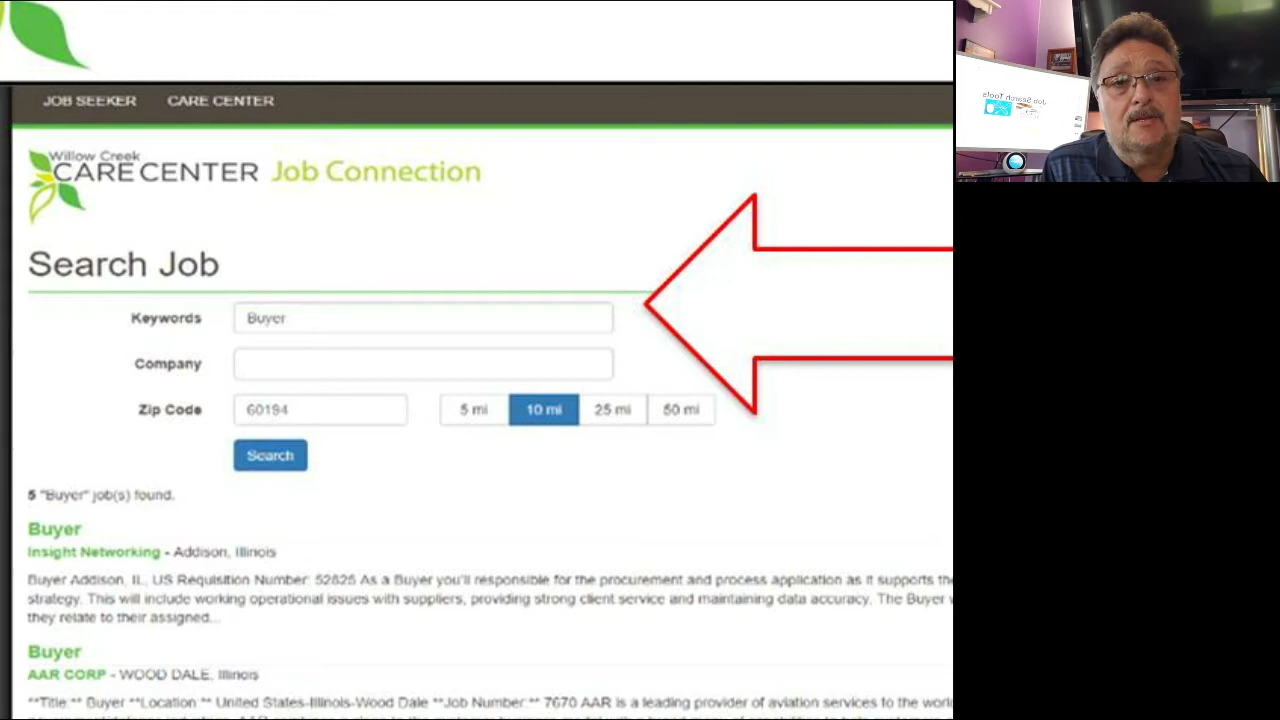 JOB SEEKER CARE CENTER
Willow Creek
CARE CENTER Job Connection
Search Job
Keywords Buyer
Company
Zip Code 60194 5 mi 10 mi 25 mi 50 mi
Search
5 "Buyer" job(s) found.
Buyer
Insight Networking - Addison, Illinois
Buyer Addison, IL, US Requisition Number: 52825 As a Buyer you'll responsible for the procurement and process application as it supports the
strategy. This will include working operational issues with suppliers, providing strong client service and maintaining data accuracy. The Buyer
they relate to their assigned...
Buyer
AAR CORP - WOOD DALE, Illinois
**Title:** Buyer **Location:** United States-Illinois-Wood Dale **Job Number:** 7670 AAR is a leading provider of aviation services to the
Job Search Tools